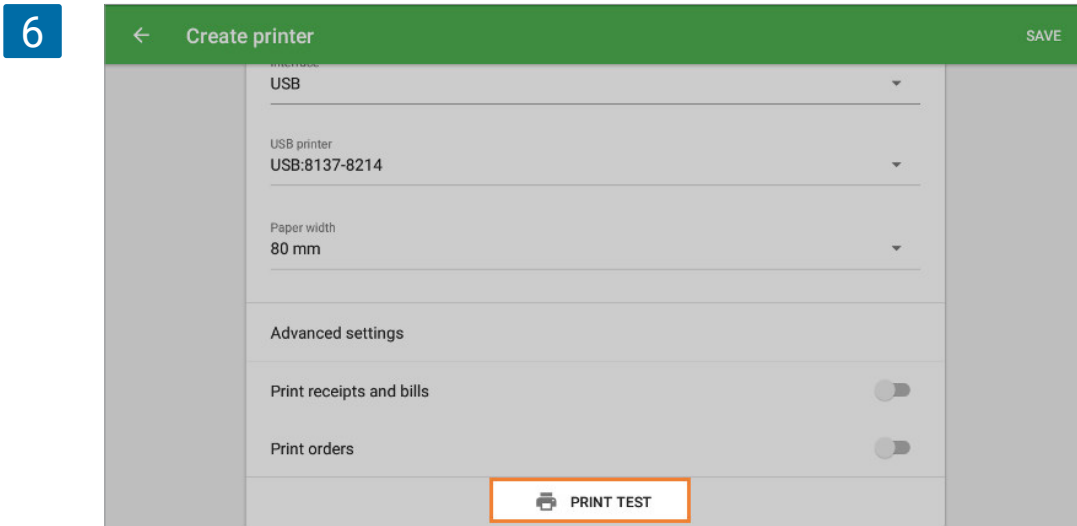 6
Create printer
SAVE
Interface
USB
USB printer
USB:8137-8214
Paper width
80 mm
Advanced settings
Print receipts and bills
Print orders
PRINT TEST